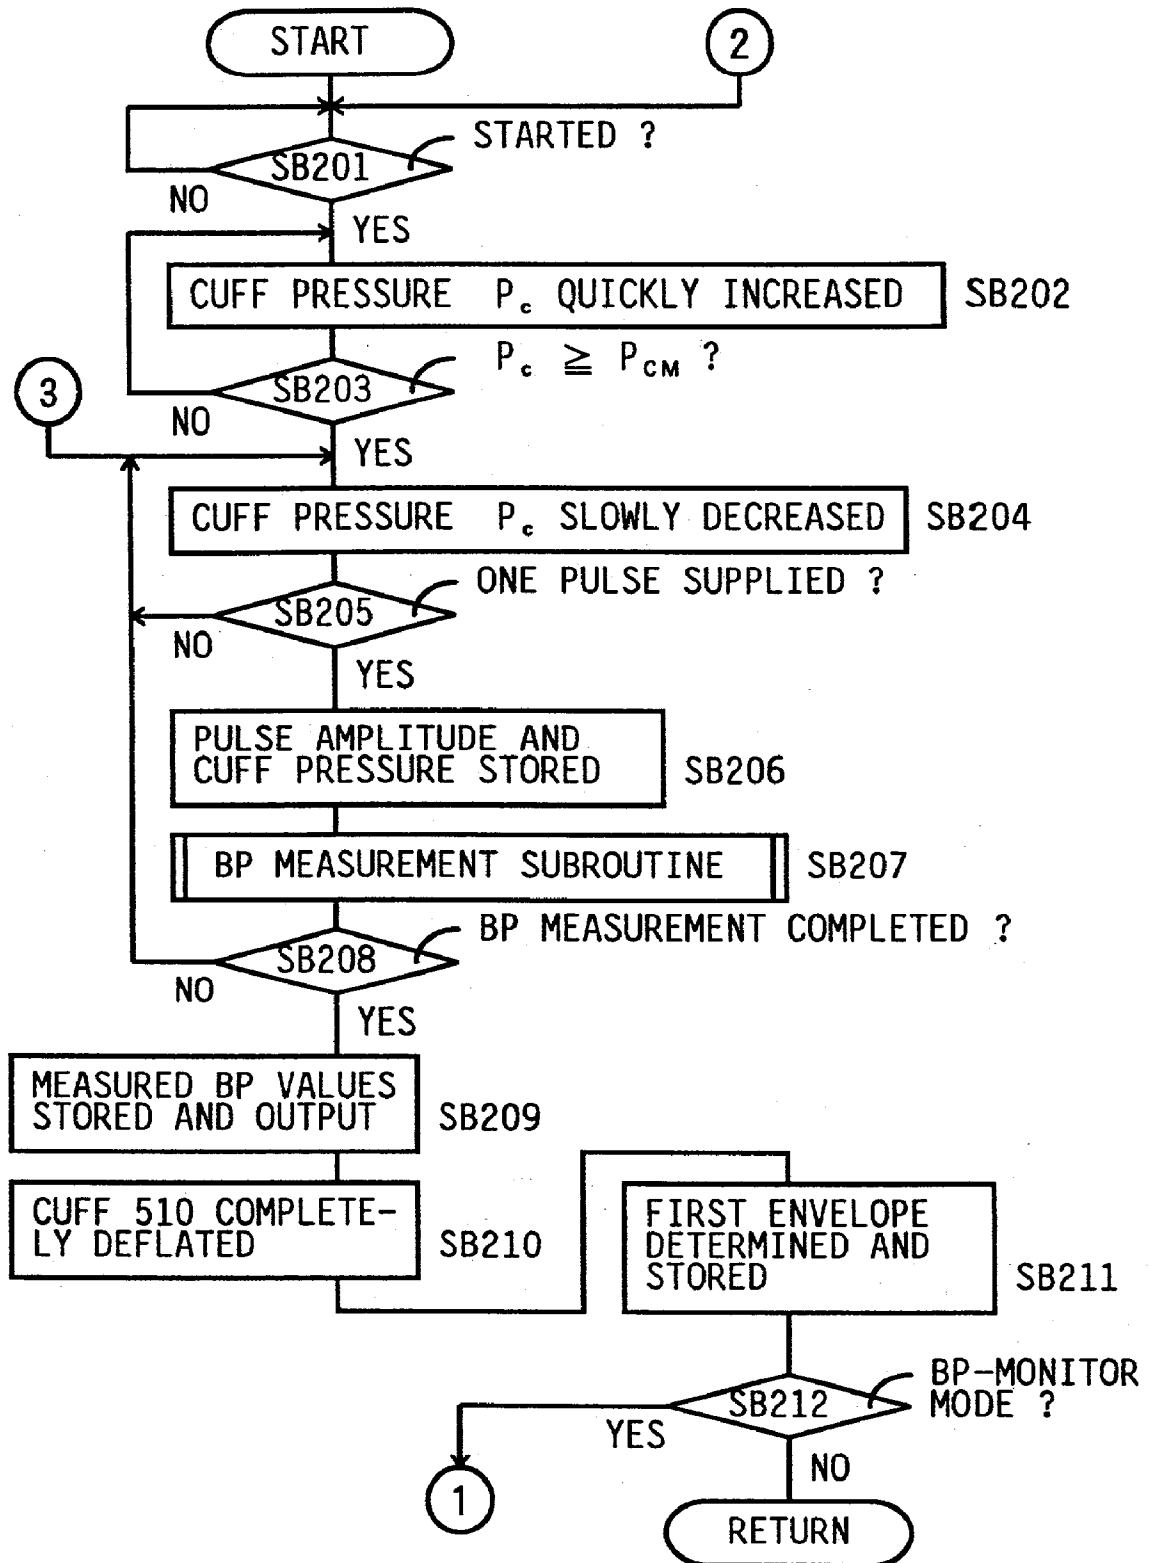 START
2
STARTED ?
SB201
NO
YES
CUFF PRESSURE Pc QUICKLY INCREASED
SB202
Pc ≧ PCM ?
SB203
3
NO
YES
CUFF PRESSURE Pc SLOWLY DECREASED
SB204
ONE PULSE SUPPLIED ?
SB205
NO
YES
PULSE AMPLITUDE AND
CUFF PRESSURE STORED
SB206
BP MEASUREMENT SUBROUTINE
SB207
BP MEASUREMENT COMPLETED ?
SB208
NO
YES
MEASURED BP VALUES
STORED AND OUTPUT
SB209
CUFF 510 COMPLETE-
LY DEFLATED
SB210
FIRST ENVELOPE
DETERMINED AND
STORED
SB211
BP-MONITOR
MODE ?
SB212
YES
NO
1
RETURN